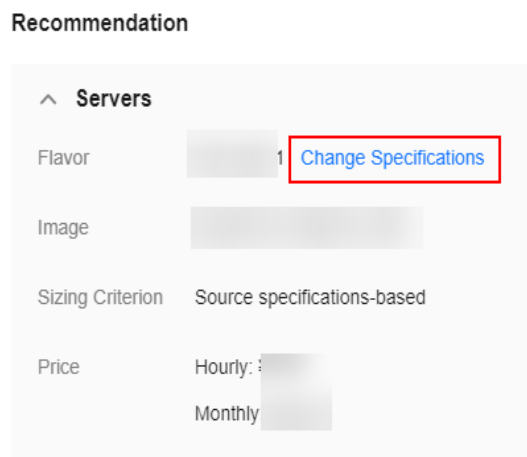 Recommendation
Servers
Flavor 1 Change Specifications
Image
Sizing Criterion Source specifications-based
Price Hourly:
Monthly